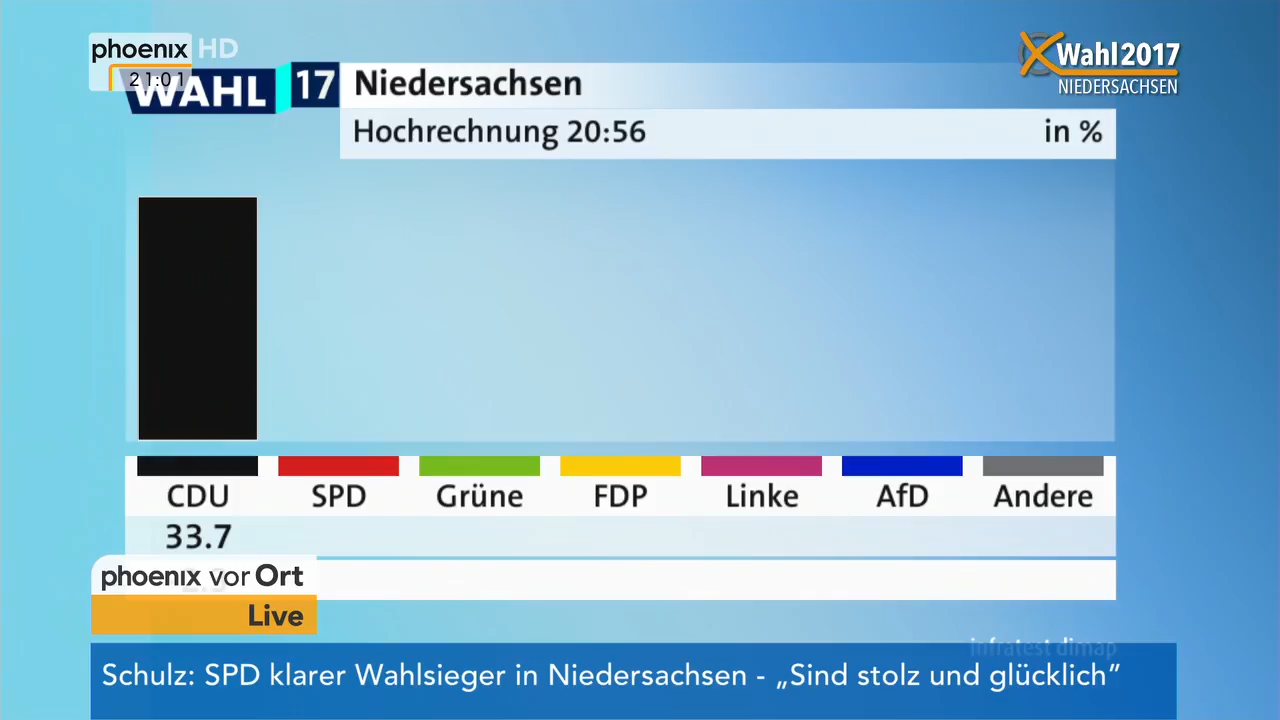 phoenix HD
21:01
WAHL 17 Niedersachsen
Hochrechnung 20:56 in %
Wahl2017
NIEDERSACHSEN
CDU SPD Grüne FDP Linke AfD Andere
33.7
phoenix vor Ort
Live
infratest dimap
Schulz: SPD klarer Wahlsieger in Niedersachsen - „Sind stolz und glücklich”